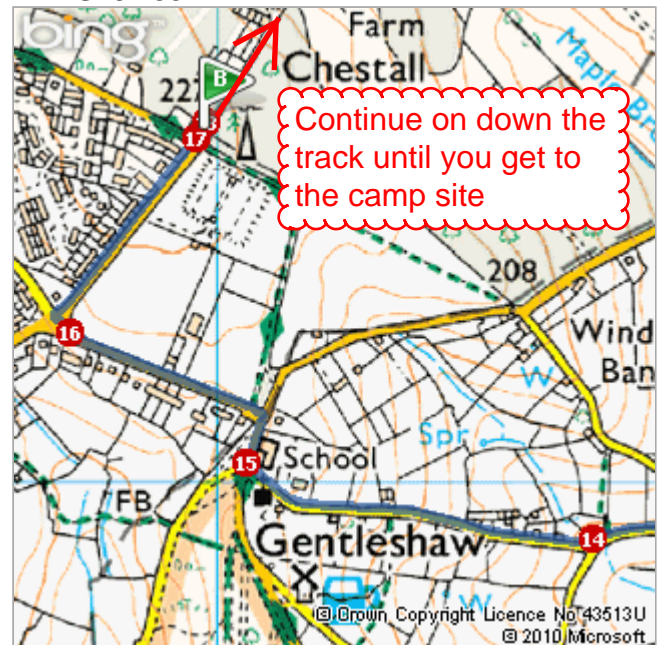 bing™
Farm
Chestall
227
B
17
Continue on down the
track until you get to
the camp site
208
16
Wind
Ban
W
Spr
15
School
FB
14
Gentleshaw
W
© Crown Copyright Licence No 43513U
© 2010 Microsoft